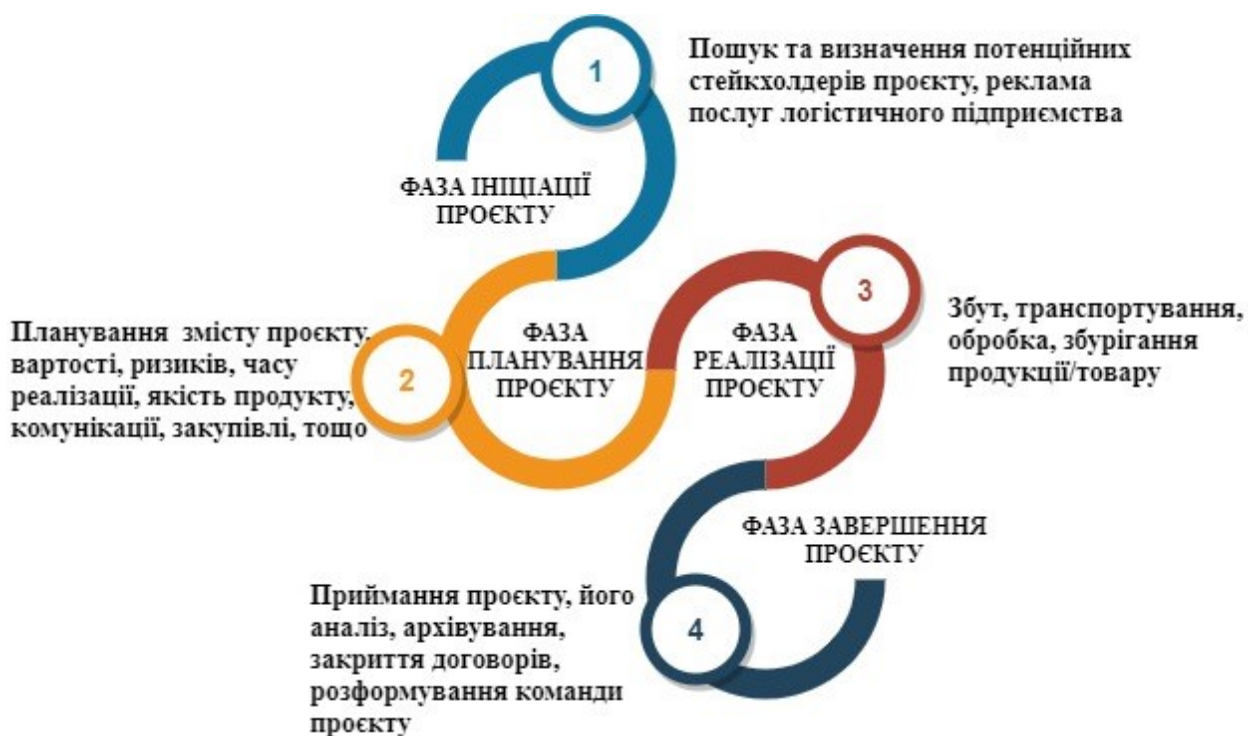 1
Пошук та визначення потенційних
стейкхолдерів проєкту, реклама
послуг логістичного підприємства
ФАЗА ІНІЦІАЦІЇ
ПРОЄКТУ
2
Планування змісту проєкту,
вартості, ризиків, часу
реалізації, якість продукту,
комунікації, закупівлі, тощо
ФАЗА
ПЛАНУВАННЯ
ПРОЄКТУ
3
Збут, транспортування,
обробка, збурігання
продукції/товару
ФАЗА
РЕАЛІЗАЦІЇ
ПРОЄКТУ
4
Приймання проєкту, його
аналіз, архівування,
закриття договорів,
розформування команди
проєкту
ФАЗА ЗАВЕРШЕННЯ
ПРОЄКТУ